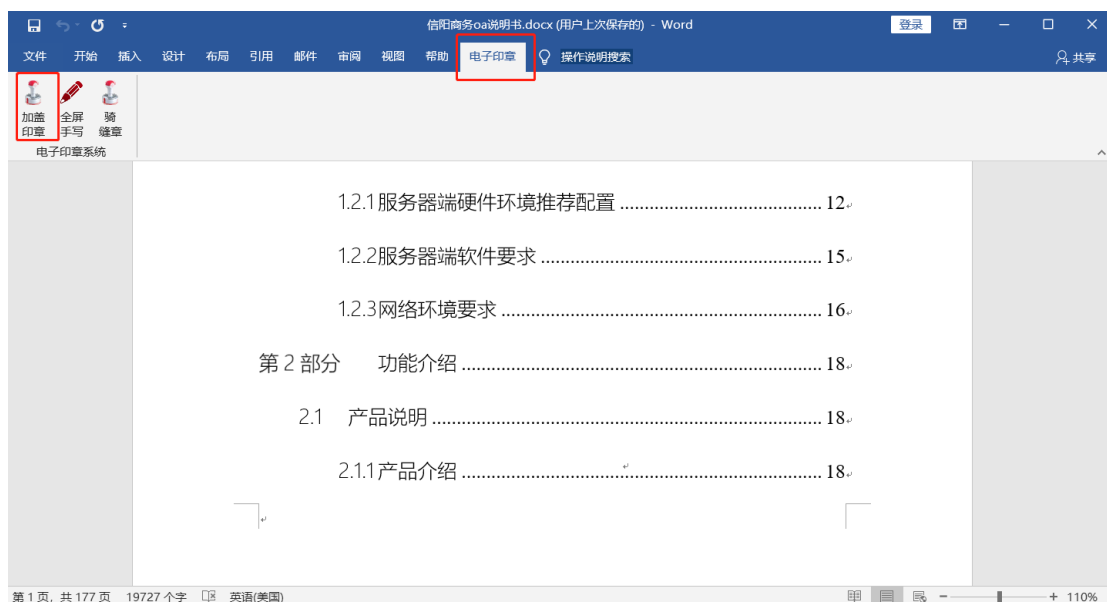 信阳商务oa说明书.docx (用户上次保存的) - Word 登录
文件 开始 插入 设计 布局 引用 邮件 审阅 视图 帮助 电子印章 操作说明搜索 共享
加盖印章 全屏手写 骑缝章
电子印章系统
1.2.1服务器端硬件环境推荐配置 ......................................... 12
1.2.2服务器端软件要求 ......................................................... 15
1.2.3网络环境要求 ................................................................. 16
第 2 部分 功能介绍 ......................................................................... 18
2.1 产品说明 ............................................................................... 18
2.1.1产品介绍 ......................................................................... 18
第 1 页, 共 177 页 19727 个字 英语(美国) 110%